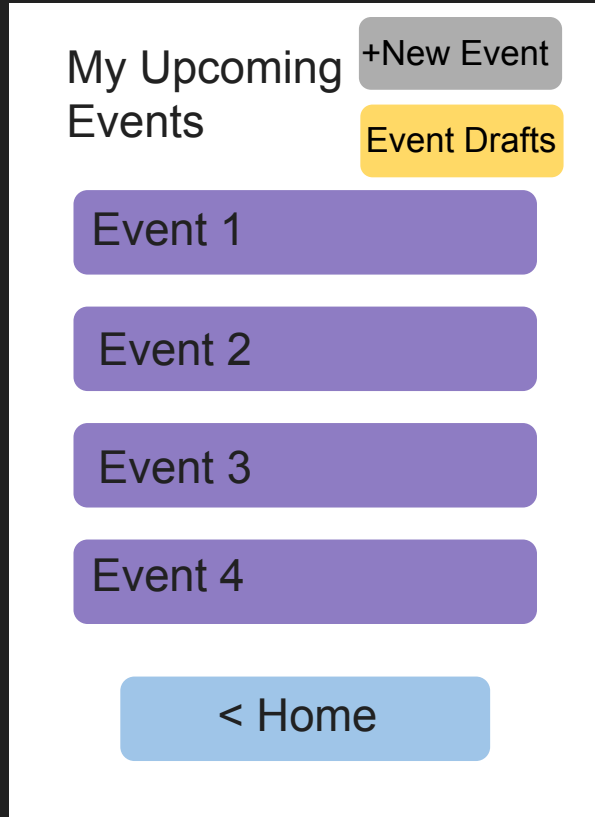 My Upcoming
Events
+New Event
Event Drafts
Event 1
Event 2
Event 3
Event 4
< Home